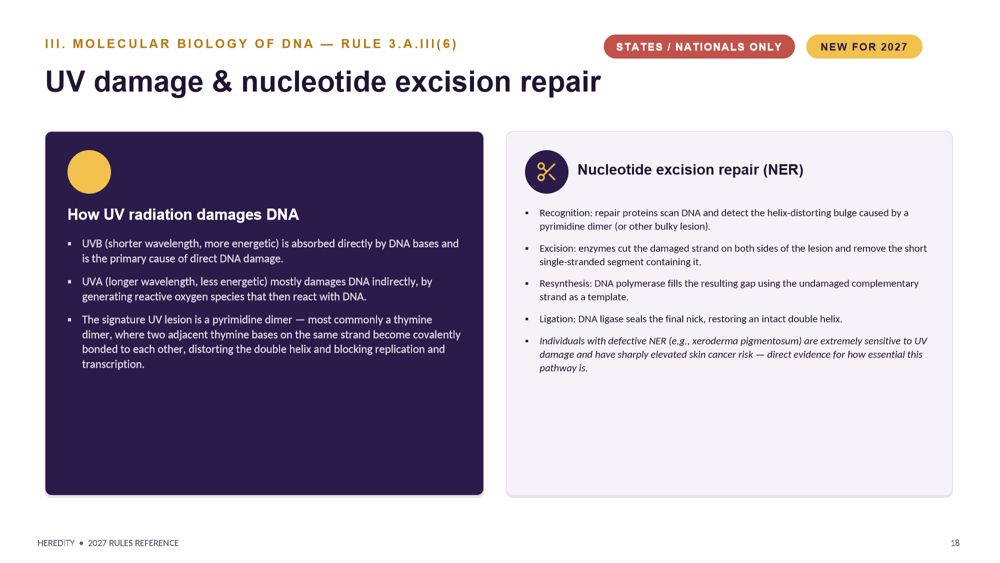 III. MOLECULAR BIOLOGY OF DNA — RULE 3.A.III(6)
STATES / NATIONALS ONLY
NEW FOR 2027
UV damage & nucleotide excision repair
How UV radiation damages DNA
▪ UVB (shorter wavelength, more energetic) is absorbed directly by DNA bases and
is the primary cause of direct DNA damage.
▪ UVA (longer wavelength, less energetic) mostly damages DNA indirectly, by
generating reactive oxygen species that then react with DNA.
▪ The signature UV lesion is a pyrimidine dimer — most commonly a thymine
dimer, where two adjacent thymine bases on the same strand become covalently
bonded to each other, distorting the double helix and blocking replication and
transcription.
Nucleotide excision repair (NER)
▪ Recognition: repair proteins scan DNA and detect the helix-distorting bulge caused by a
pyrimidine dimer (or other bulky lesion).
▪ Excision: enzymes cut the damaged strand on both sides of the lesion and remove the short
single-stranded segment containing it.
▪ Resynthesis: DNA polymerase fills the resulting gap using the undamaged complementary
strand as a template.
▪ Ligation: DNA ligase seals the final nick, restoring an intact double helix.
▪ Individuals with defective NER (e.g., xeroderma pigmentosum) are extremely sensitive to UV
damage and have sharply elevated skin cancer risk — direct evidence for how essential this
pathway is.
HEREDITY • 2027 RULES REFERENCE
18